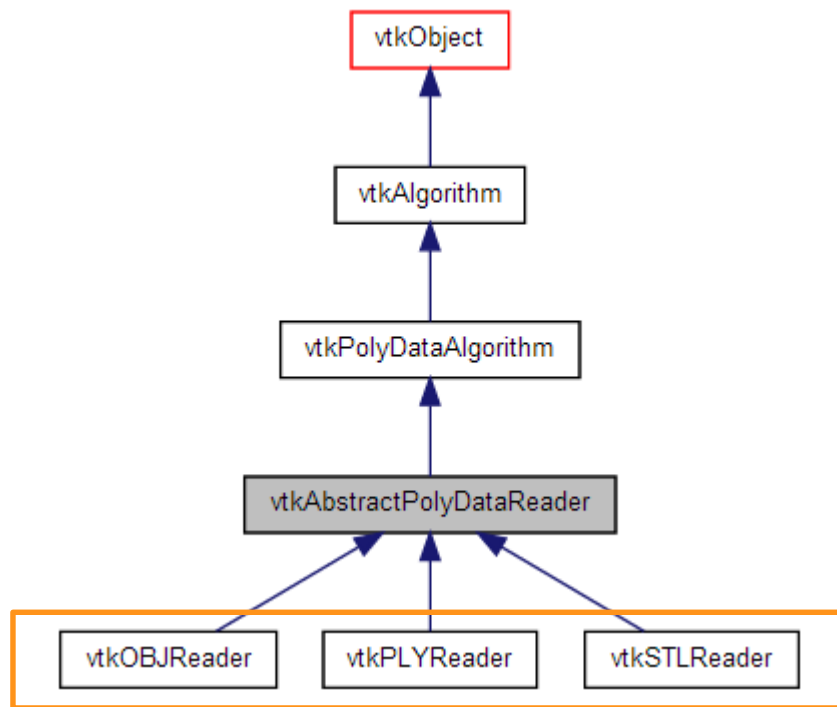 vtkObject
vtkAlgorithm
vtkPolyDataAlgorithm
vtkAbstractPolyDataReader
vtkOBJReader
vtkPLYReader
vtkSTLReader